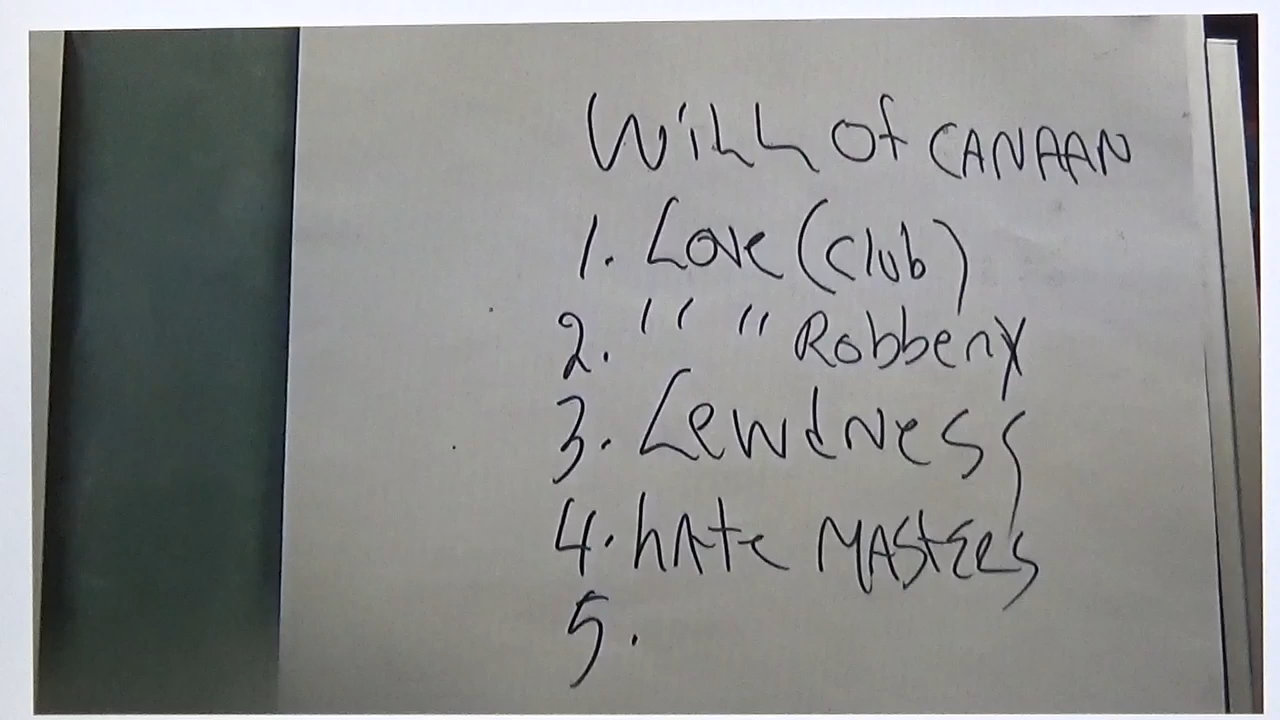 Will Of CANAAN
1. Love (Club)
2. " " Robbery
3. Lewdness
4. hAte MASters
5.